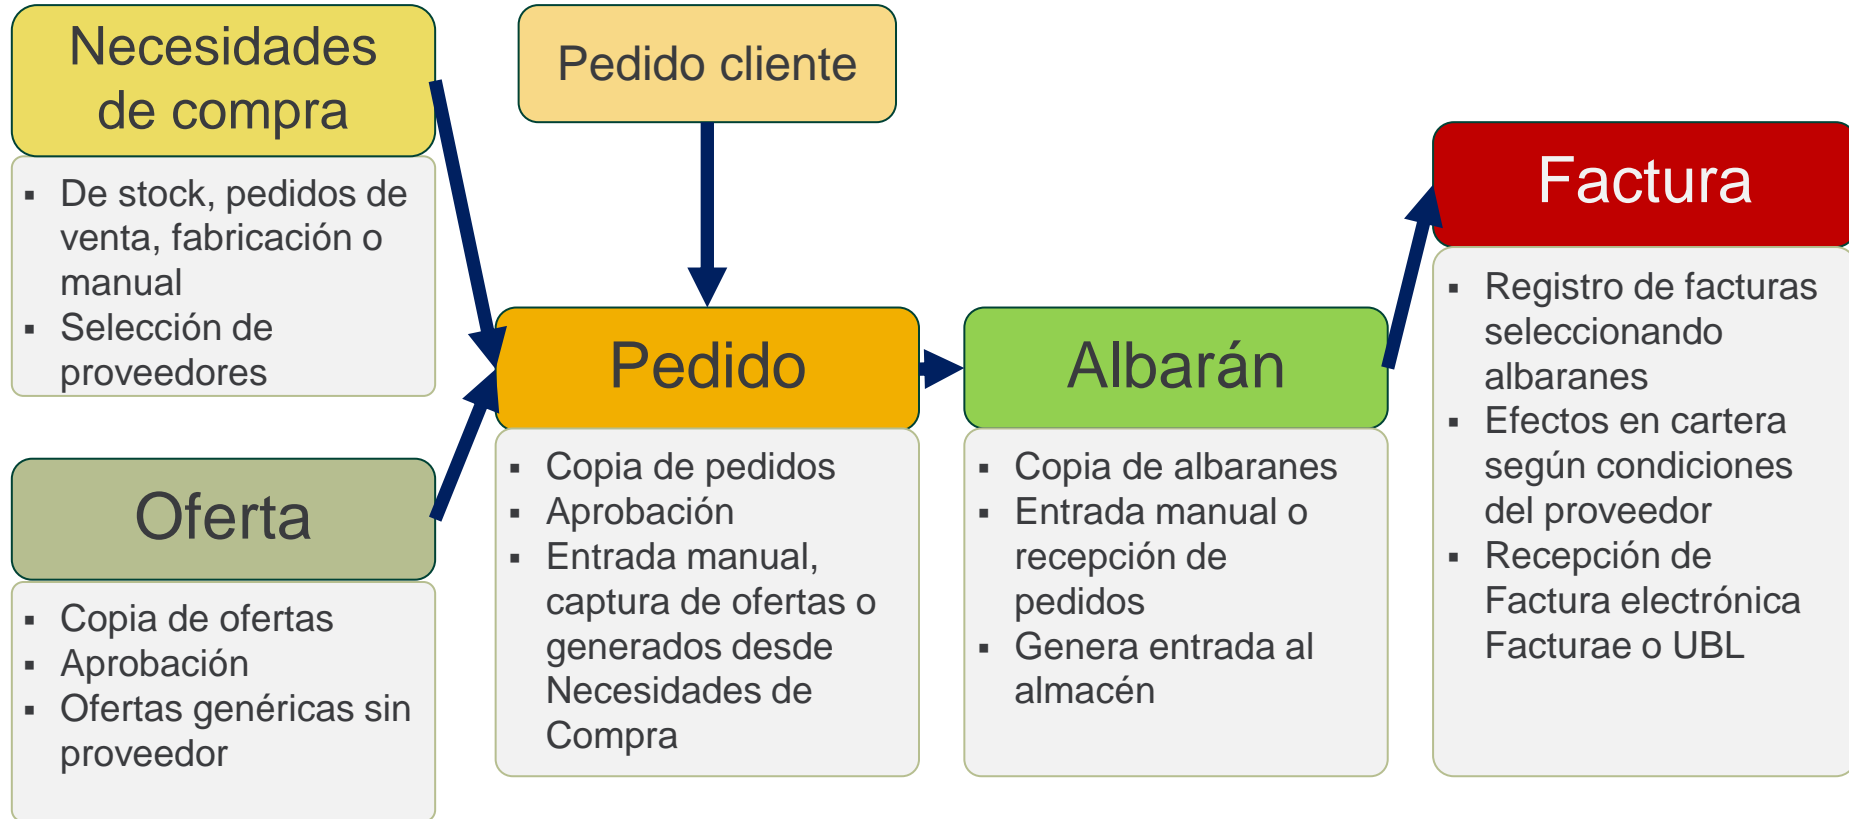 Necesidades
de compra
▪ De stock, pedidos de
venta, fabricación o
manual
▪ Selección de
proveedores
Oferta
▪ Copia de ofertas
▪ Aprobación
▪ Ofertas genéricas sin
proveedor
Pedido cliente
Pedido
▪ Copia de pedidos
▪ Aprobación
▪ Entrada manual,
captura de ofertas o
generados desde
Necesidades de
Compra
Albarán
▪ Copia de albaranes
▪ Entrada manual o
recepción de
pedidos
▪ Genera entrada al
almacén
Factura
▪ Registro de facturas
seleccionando
albaranes
▪ Efectos en cartera
según condiciones
del proveedor
▪ Recepción de
Factura electrónica
Facturae o UBL